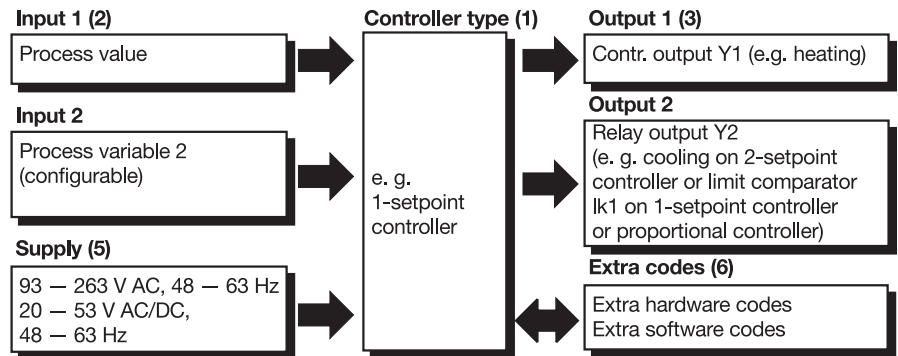 Input 1 (2)
Process value
Input 2
Process variable 2
(configurable)
Supply (5)
93 — 263 V AC, 48 — 63 Hz
20 — 53 V AC/DC,
48 — 63 Hz
Controller type (1)
e. g.
1-setpoint
controller
Output 1 (3)
Contr. output Y1 (e.g. heating)
Output 2
Relay output Y2
(e. g. cooling on 2-setpoint
controller or limit comparator
lk1 on 1-setpoint controller
or proportional controller)
Extra codes (6)
Extra hardware codes
Extra software codes